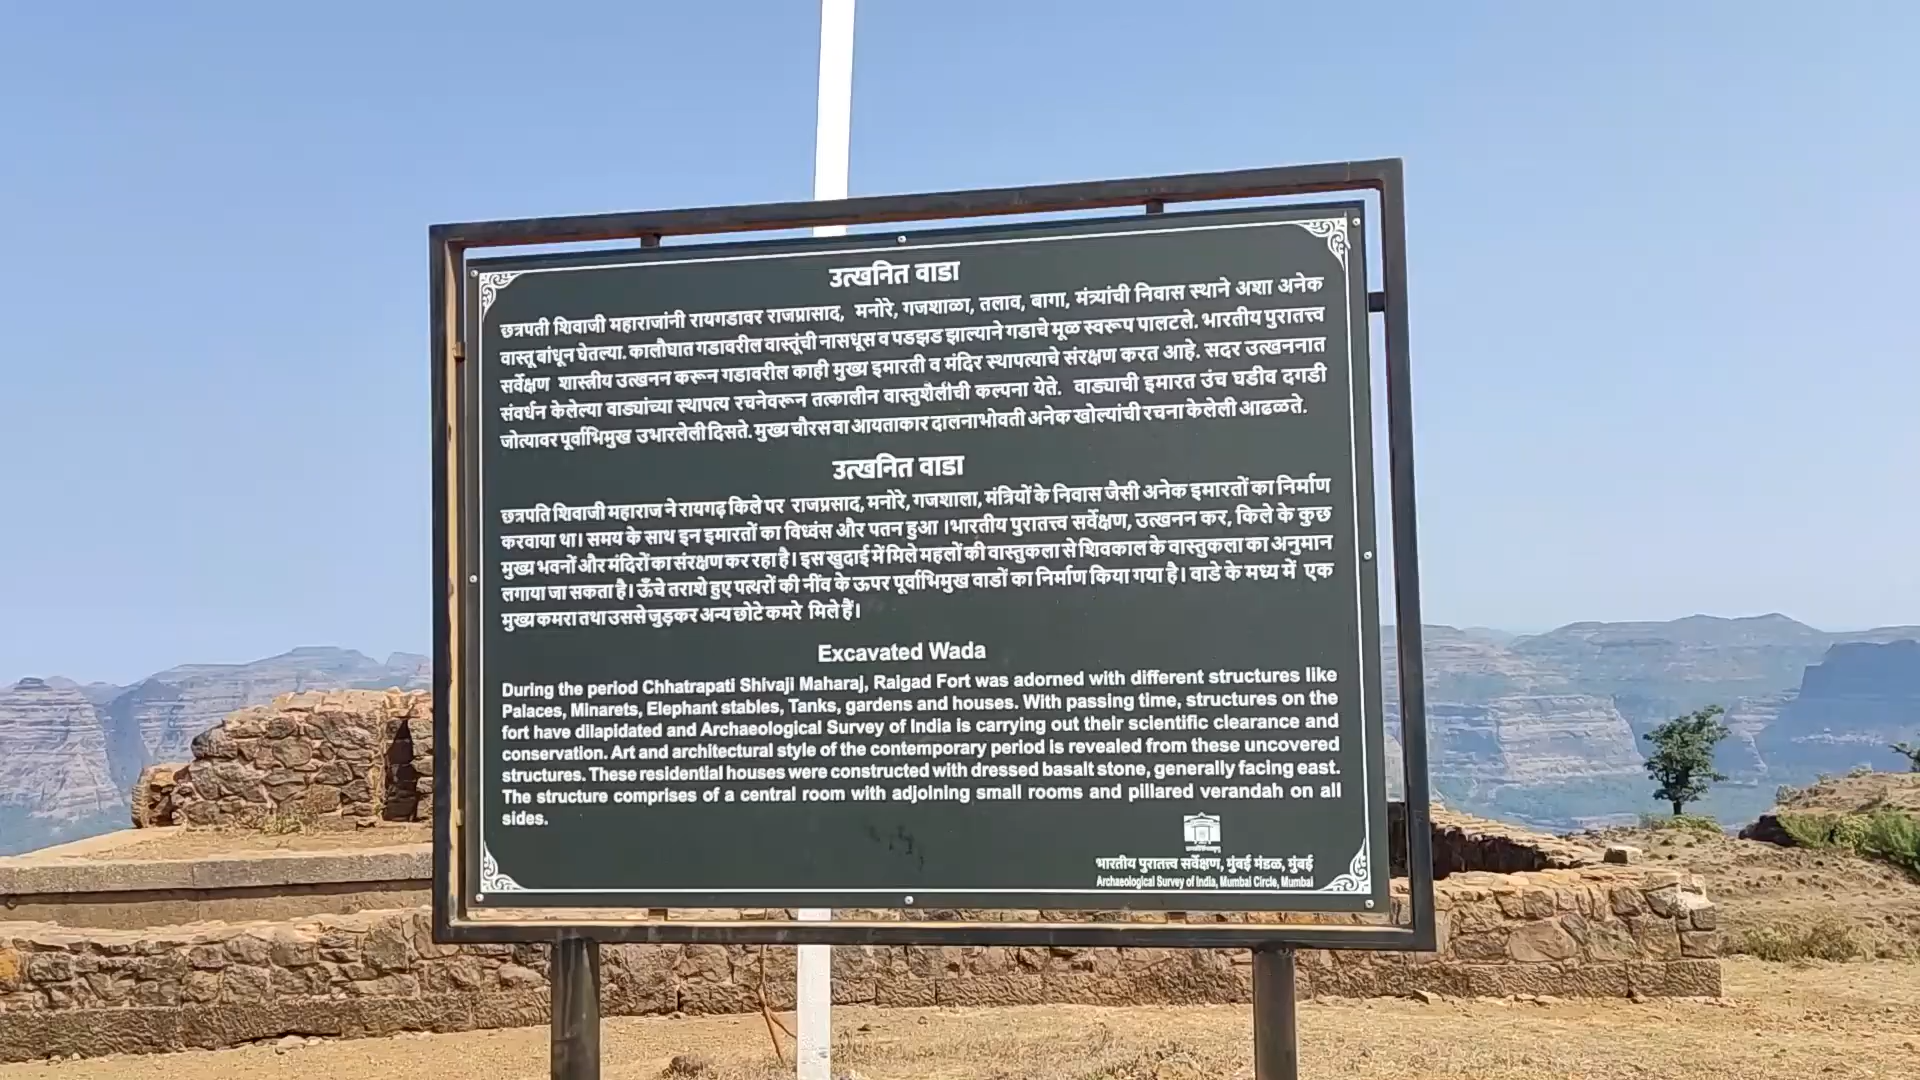 उत्खनित वाडा
छत्रपती शिवाजी महाराजांनी रायगडावर राजप्रासाद, मनोरे, गजशाळा, तलाव, बागा, मंत्र्यांची निवास स्थाने अशा अनेक
वास्तू बांधून घेतल्या. कालौघात गडावरील वास्तूंची नासधूस व पडझड झाल्याने गडाचे मूळ स्वरूप पालटले. भारतीय पुरातत्त्व
सर्वेक्षण शास्त्रीय उत्खनन करून गडावरील काही मुख्य इमारती व मंदिर स्थापत्याचे संरक्षण करत आहे. सदर उत्खननात
संवर्धन केलेल्या वाड्यांच्या स्थापत्य रचनेवरून तत्कालीन वास्तुशैलीची कल्पना येते. वाड्याची इमारत उंच घडीव दगडी
जोत्यावर पूर्वाभिमुख उभारलेली दिसते. मुख्य चौरस वा आयताकार दालनाभोवती अनेक खोल्यांची रचना केलेली आढळते.
उत्खनित वाडा
छत्रपति शिवाजी महाराज ने रायगढ़ किले पर राजप्रसाद, मनोरे, गजशाला, मंत्रियों के निवास जैसी अनेक इमारतों का निर्माण
करवाया था। समय के साथ इन इमारतों का विध्वंस और पतन हुआ ।भारतीय पुरातत्त्व सर्वेक्षण, उत्खनन कर, किले के कुछ
मुख्य भवनों और मंदिरों का संरक्षण कर रहा है। इस खुदाई में मिले महलों की वास्तुकला से शिवकाल के वास्तुकला का अनुमान
लगाया जा सकता है। ऊँचे तराशे हुए पत्थरों की नींव के ऊपर पूर्वाभिमुख वाडों का निर्माण किया गया है। वाडे के मध्य में एक
मुख्य कमरा तथा उससे जुड़कर अन्य छोटे कमरे मिले हैं।
Excavated Wada
During the period Chhatrapati Shivaji Maharaj, Raigad Fort was adorned with different structures like
Palaces, Minarets, Elephant stables, Tanks, gardens and houses. With passing time, structures on the
fort have dilapidated and Archaeological Survey of India is carrying out their scientific clearance and
conservation. Art and architectural style of the contemporary period is revealed from these uncovered
structures. These residential houses were constructed with dressed basalt stone, generally facing east.
The structure comprises of a central room with adjoining small rooms and pillared verandah on all
sides.
भारतीय पुरातत्त्व सर्वेक्षण, मुंबई मंडळ, मुंबई
Archaeological Survey of India, Mumbai Circle, Mumbai